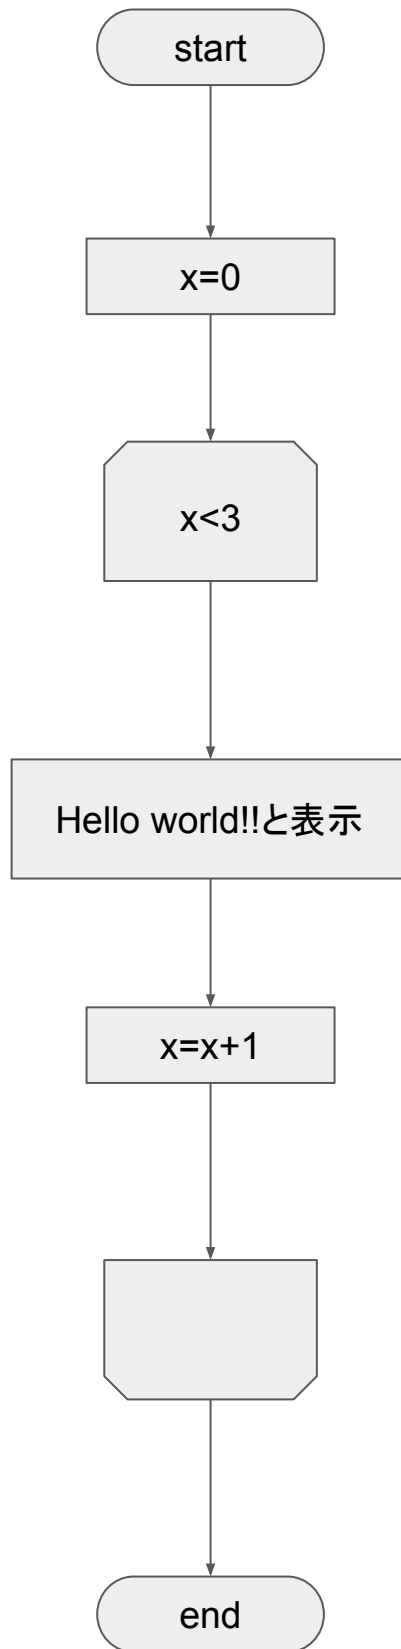 start
x=0
x<3
Hello world!!と表示
x=x+1
end